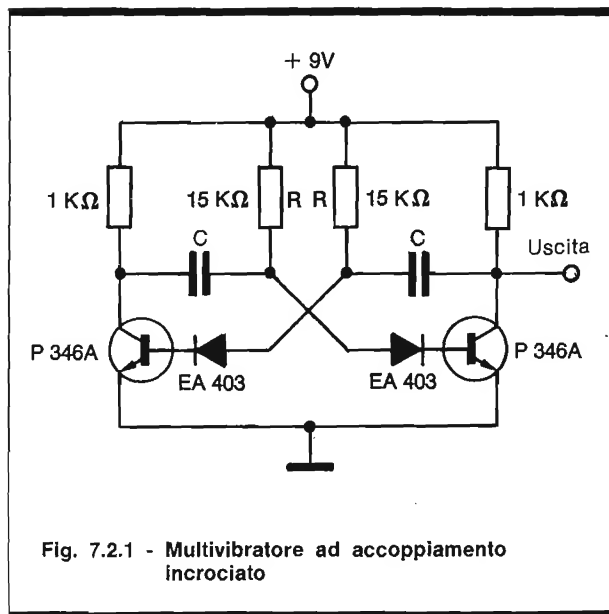 + 9V
1 KΩ
15 KΩ
R
R
15 KΩ
1 KΩ
C
C
Uscita
P 346A
EA 403
EA 403
P 346A
Fig. 7.2.1 - Multivibratore ad accoppiamento
incrociato